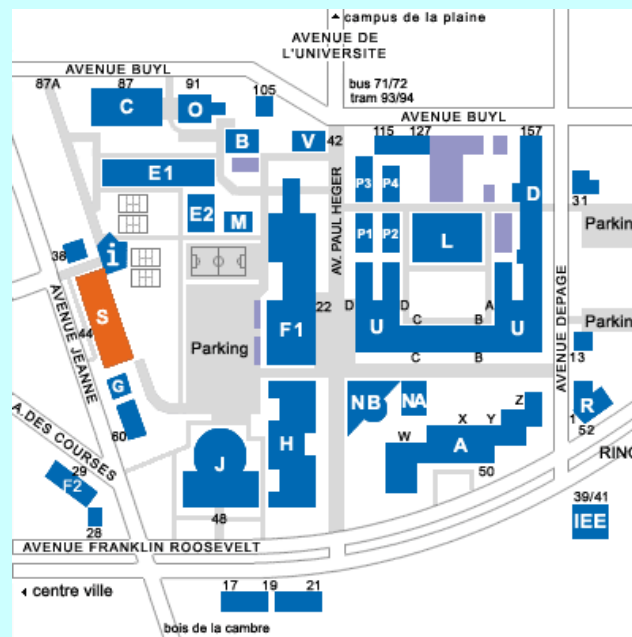 campus de la plaine
AVENUE DE
L'UNIVERSITE
AVENUE BUYL
87A
87
91
105
bus 71/72
tram 93/94
AVENUE BUYL
C
O
B
V
42
115
127
157
E1
P3
P4
D
31
E2
M
AV. PAUL HEGER
P1
P2
L
Parkin
38
i
S
44
AVENUE JEANNE
22
D
D
A
C
B
U
U
F1
Parking
C
B
AVENUE DEPAGE
Parkin
13
G
60
NB
NA
Z
X
Y
W
A
50
R
1
52
A.DES COURSES
29
F2
28
J
H
48
RING
39/41
IEE
AVENUE FRANKLIN ROOSEVELT
centre ville
17
19
21
bois de la cambre